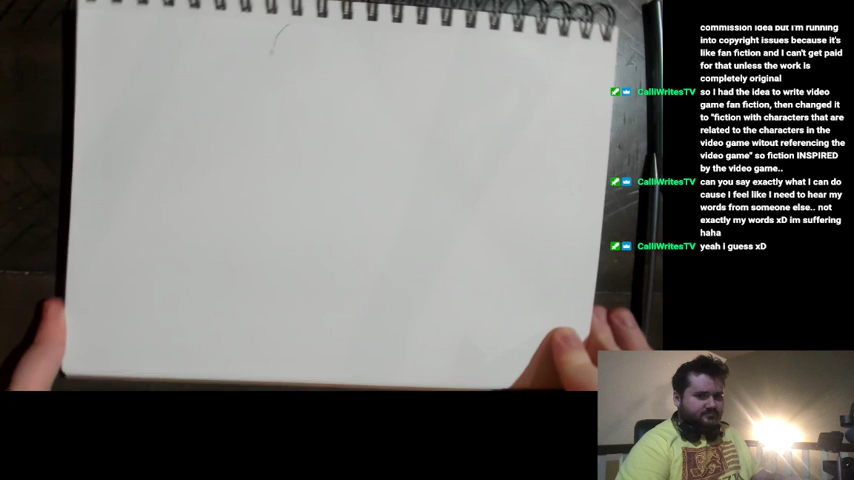 commission idea but I'm running
into copyright issues because it's
like fan fiction and I can't get paid
for that unless the work is
completely original
CalliWritesTV so I had the idea to write video
game fan fiction, then changed it
to "fiction with characters that are
related to the characters in the
video game witout referencing the
video game" so fiction INSPIRED
by the video game..
CalliWritesTV can you say exactly what I can do
cause I feel like I need to hear my
words from someone else.. not
exactly my words xD im suffering
haha
CalliWritesTV yeah i guess xD